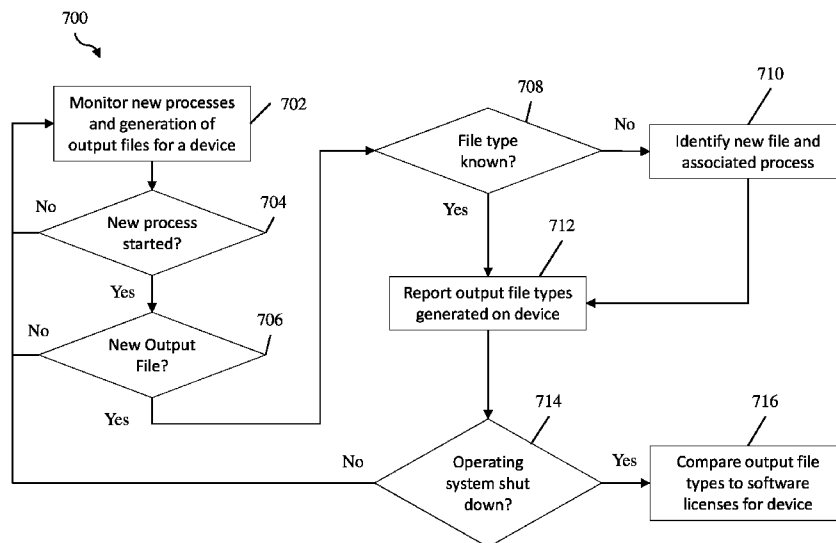 700
Monitor new processes
and generation of
output files for a device
702
No
New process
started?
704
Yes
No
New Output
File?
706
Yes
File type
known?
708
No
Identify new file and
associated process
710
Yes
Report output file types
generated on device
712
No
Operating
system shut
down?
714
Yes
Compare output file
types to software
licenses for device
716